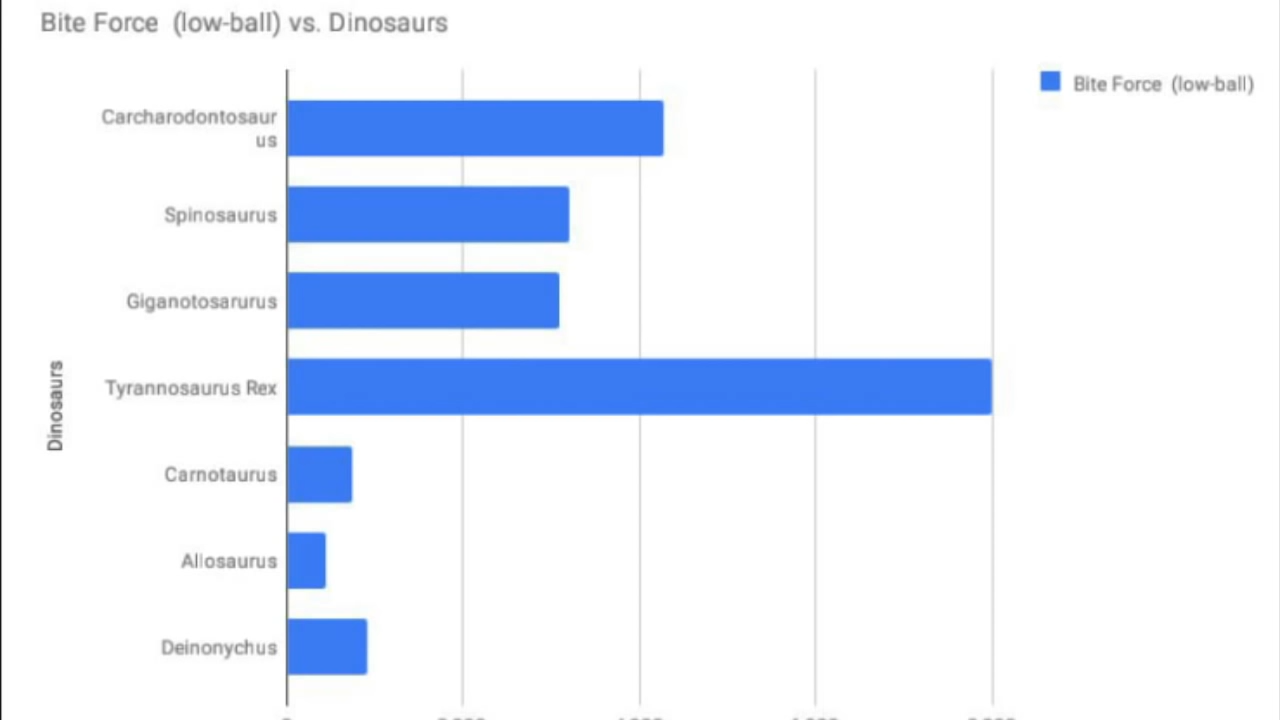 Bite Force (low-ball) vs. Dinosaurs
Bite Force (low-ball)
Carcharodontosaur
us
Spinosaurus
Giganotosarurus
Tyrannosaurus Rex
Carnotaurus
Allosaurus
Deinonychus
Dinosaurs